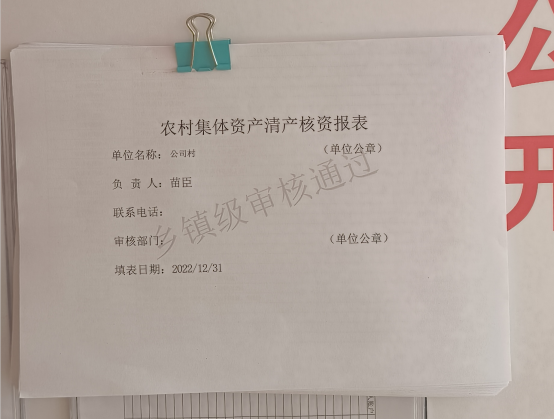 公
开
农村集体资产清产核资报表
单位名称: 公司村 (单位公章)
负 责 人: 苗臣
联系电话:
审核部门: (单位公章)
填表日期: 2022/12/31
乡镇级审核通过